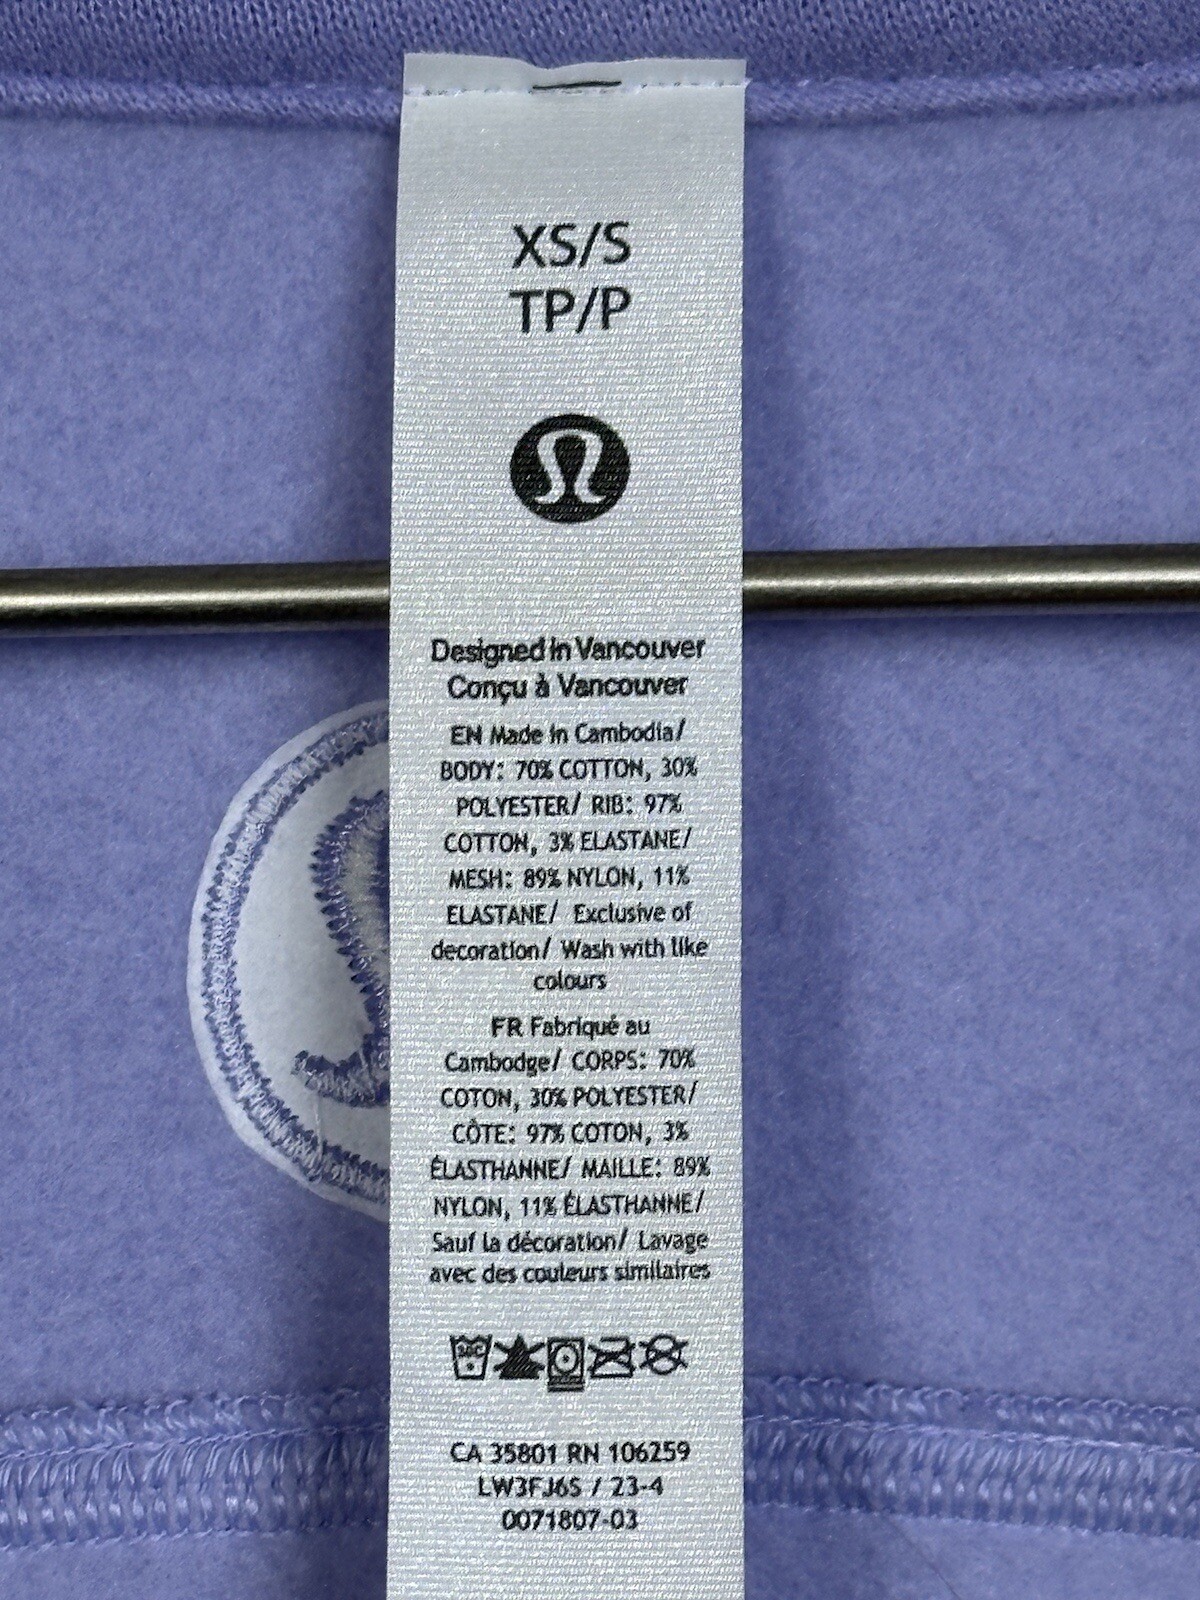 XS/S
TP/P
Designed in Vancouver
Conçu à Vancouver
EN Made in Cambodia/
BODY: 70% COTTON, 30%
POLYESTER/ RIB: 97%
COTTON, 3% ELASTANE/
MESH: 89% NYLON, 11%
ELASTANE/ Exclusive of
decoration/ Wash with like
colours
FR Fabriqué au
Cambodge/ CORPS: 70%
COTON, 30% POLYESTER/
CÔTE: 97% COTON, 3%
ÉLASTHANNE/ MAILLE: 89%
NYLON, 11% ÉLASTHANNE/
Sauf la décoration/ Lavage
avec des couleurs similaires
30C
CA 35801 RN 106259
LW3FJ6S / 23-4
0071807-03